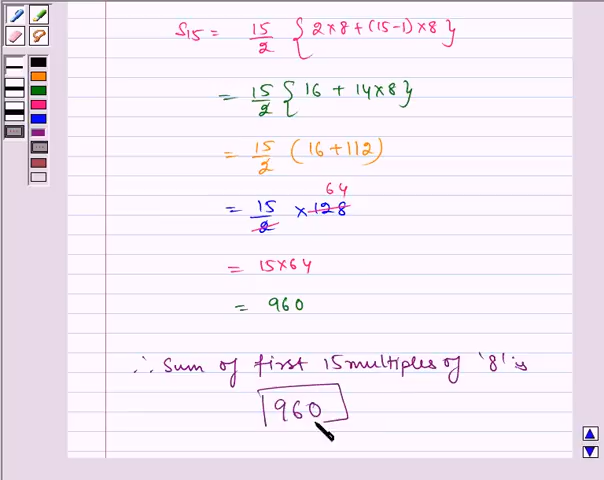 S15 = 15/2 { 2×8 + (15-1) ×8 }
= 15/2 { 16 + 14×8 }
= 15/2 ( 16 + 112 )
64
= 15/2 × 128
= 15×64
= 960
∴ Sum of first 15 multiples of '8' is
960